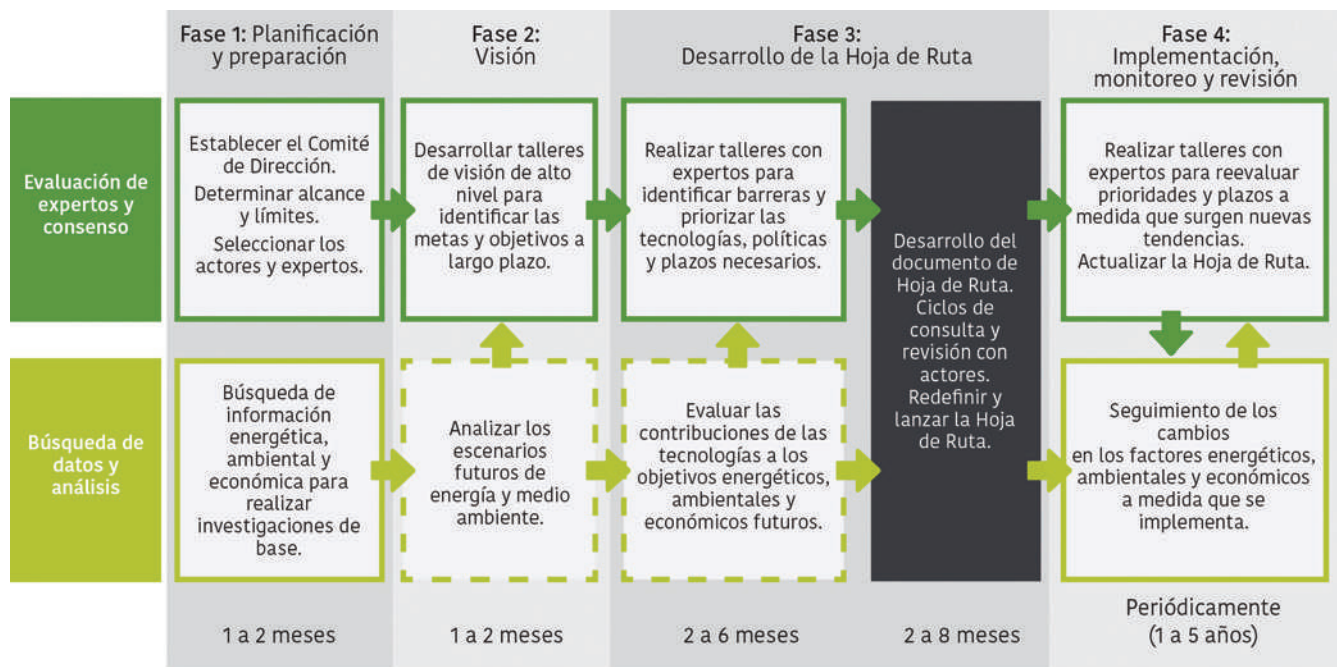 Fase 1: Planificación
y preparación
Fase 2:
Visión
Fase 3:
Desarrollo de la Hoja de Ruta
Fase 4:
Implementación,
monitoreo y revisión
Evaluación de
expertos y
consenso
Establecer el Comité
de Dirección.
Determinar alcance
y límites.
Seleccionar los
actores y expertos.
Desarrollar talleres
de visión de alto
nivel para
identificar las
metas y objetivos a
largo plazo.
Realizar talleres con
expertos para
identificar barreras y
priorizar las
tecnologías, políticas
y plazos necesarios.
Desarrollo del
documento de
Hoja de Ruta.
Ciclos de
consulta y
revisión con
actores.
Redefinir y
lanzar la Hoja
de Ruta.
Realizar talleres con
expertos para reevaluar
prioridades y plazos a
medida que surgen nuevas
tendencias.
Actualizar la Hoja de Ruta.
Búsqueda de
datos y
análisis
Búsqueda de
información
energética,
ambiental y
económica para
realizar
investigaciones de
base.
Analizar los
escenarios
futuros de
energía y medio
ambiente.
Evaluar las
contribuciones de las
tecnologías a los
objetivos energéticos,
ambientales y
económicos futuros.
Seguimiento de los
cambios
en los factores energéticos,
ambientales y económicos
a medida que se
implementa.
1 a 2 meses
1 a 2 meses
2 a 6 meses
2 a 8 meses
Periódicamente
(1 a 5 años)